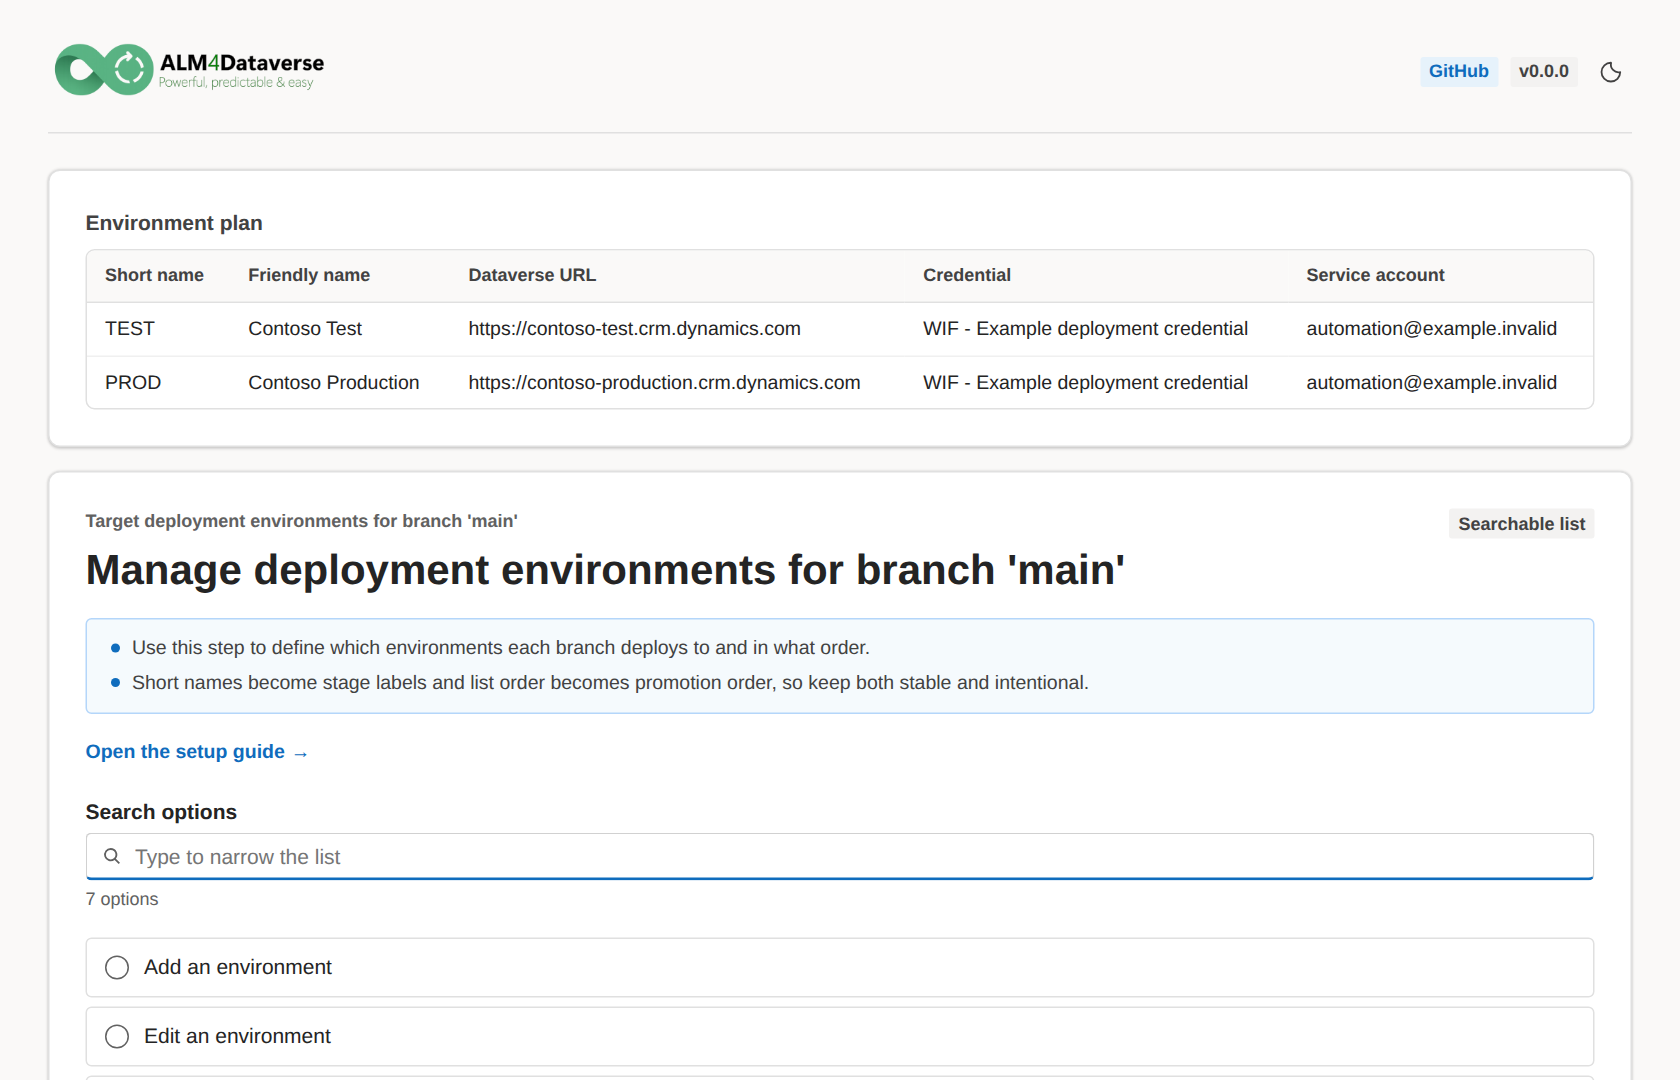 ALM4Dataverse
Powerful, predictable & easy
GitHub
v0.0.0
Environment plan
Short name Friendly name Dataverse URL Credential Service account
TEST Contoso Test https://contoso-test.crm.dynamics.com WIF - Example deployment credential automation@example.invalid
PROD Contoso Production https://contoso-production.crm.dynamics.com WIF - Example deployment credential automation@example.invalid
Target deployment environments for branch 'main'
Searchable list
Manage deployment environments for branch 'main'
Use this step to define which environments each branch deploys to and in what order.
Short names become stage labels and list order becomes promotion order, so keep both stable and intentional.
Open the setup guide →
Search options
Type to narrow the list
7 options
Add an environment
Edit an environment